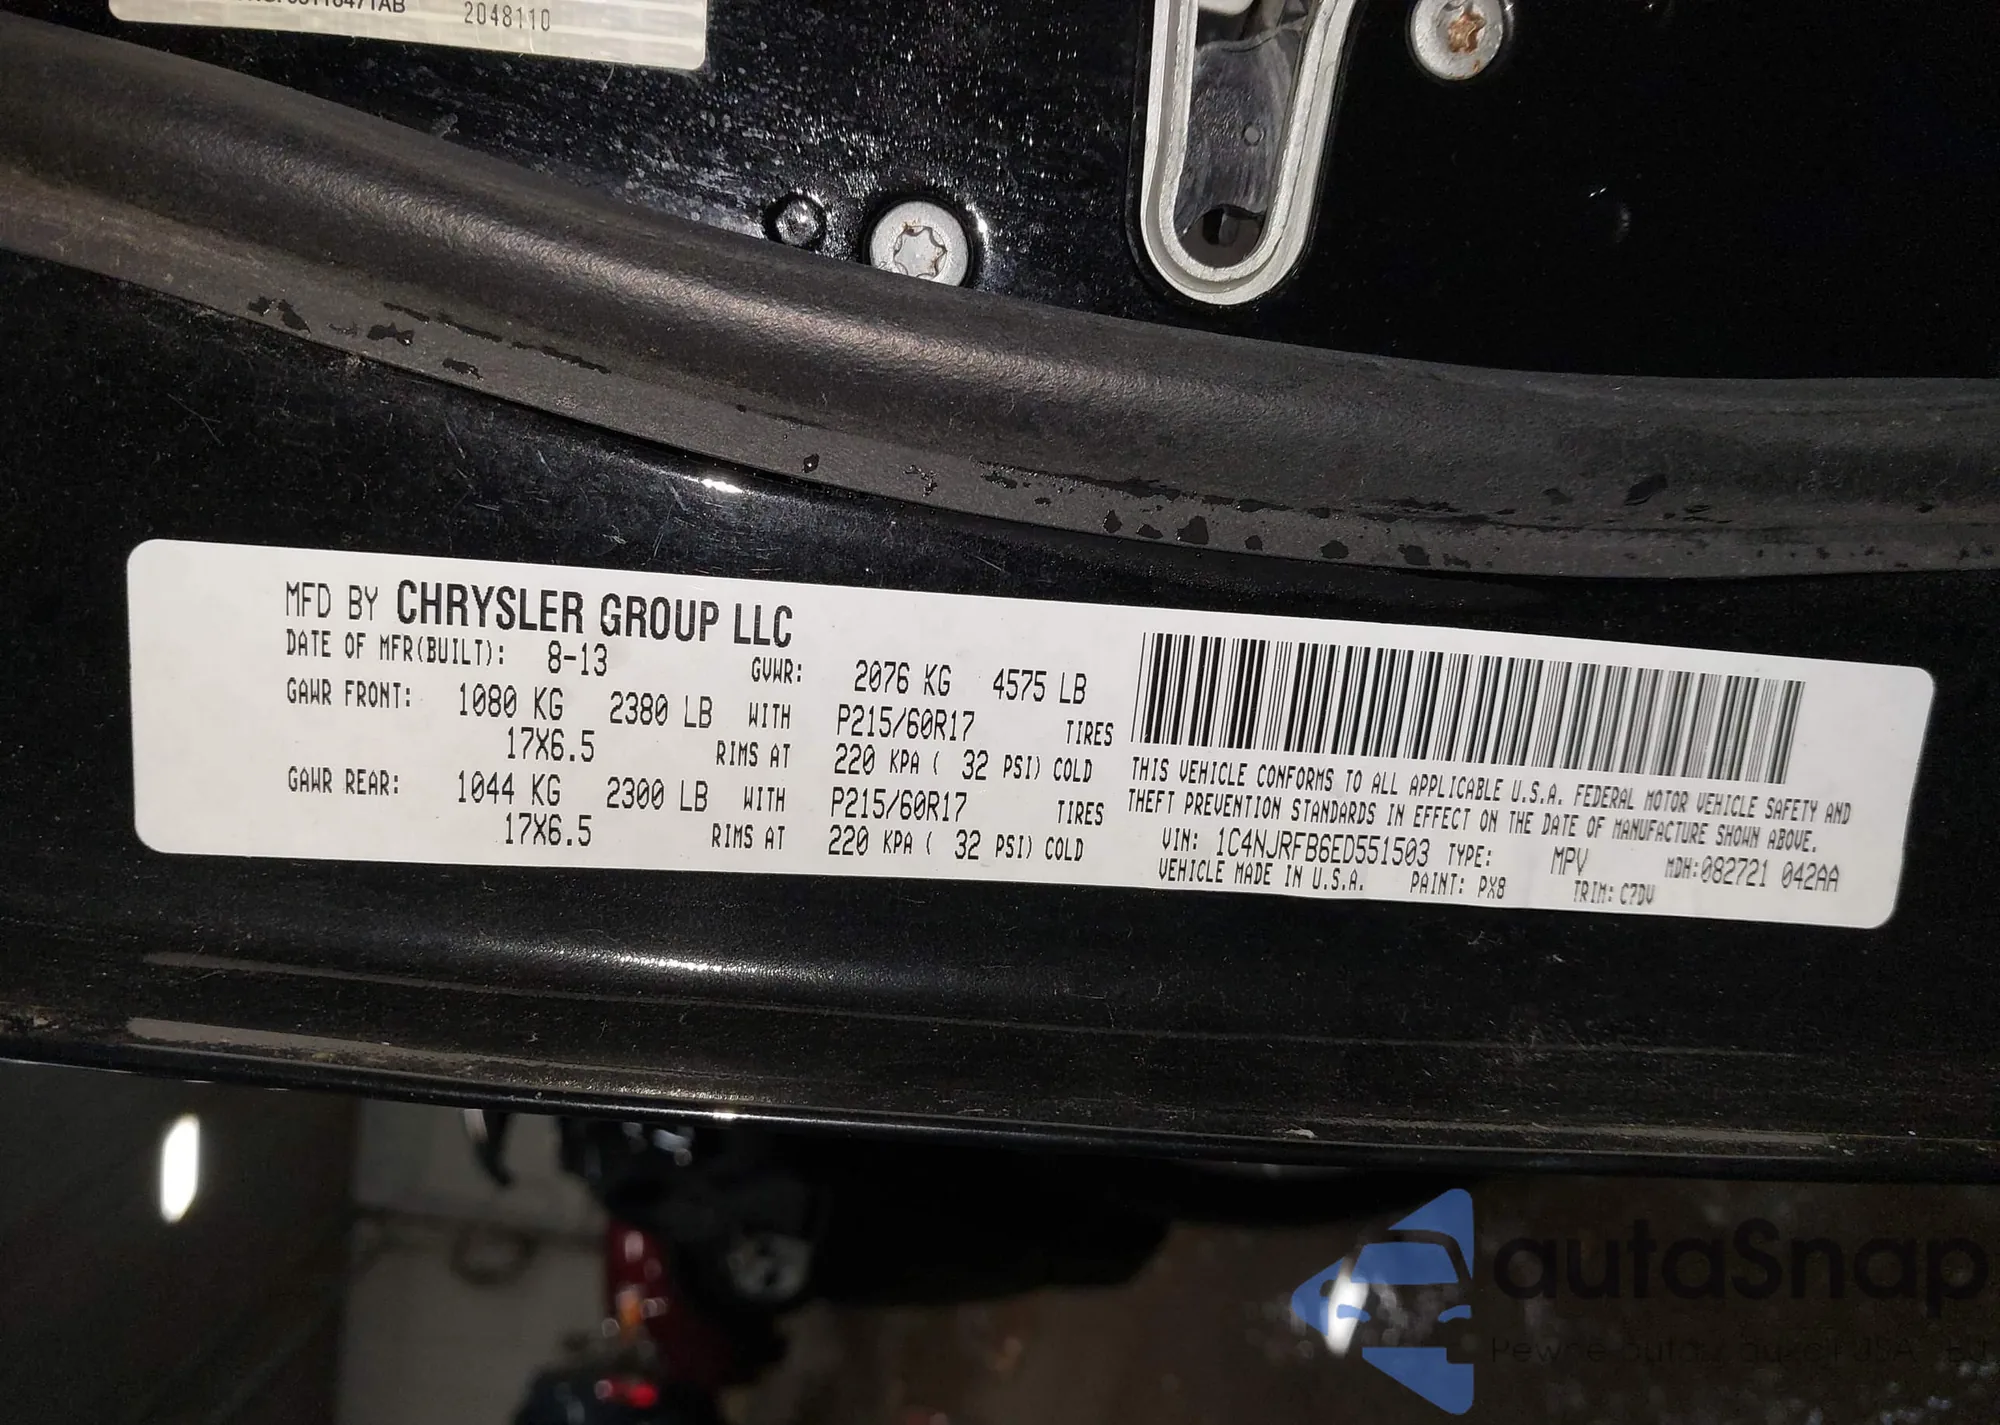 2048110
MFD BY CHRYSLER GROUP LLC
DATE OF MFR(BUILT): 8-13 GVWR: 2076 KG 4575 LB
GAWR FRONT: 1080 KG 2380 LB WITH P215/60R17 TIRES
17X6.5 RIMS AT 220 KPA ( 32 PSI) COLD
GAWR REAR: 1044 KG 2300 LB WITH P215/60R17 TIRES
17X6.5 RIMS AT 220 KPA ( 32 PSI) COLD
THIS VEHICLE CONFORMS TO ALL APPLICABLE U.S.A. FEDERAL MOTOR VEHICLE SAFETY AND
THEFT PREVENTION STANDARDS IN EFFECT ON THE DATE OF MANUFACTURE SHOWN ABOVE.
VIN: 1C4NJRFB6ED551503 TYPE: MPV MDH:082721 042AA
VEHICLE MADE IN U.S.A. PAINT: PX8 TRIM: C7DV
autaSnap